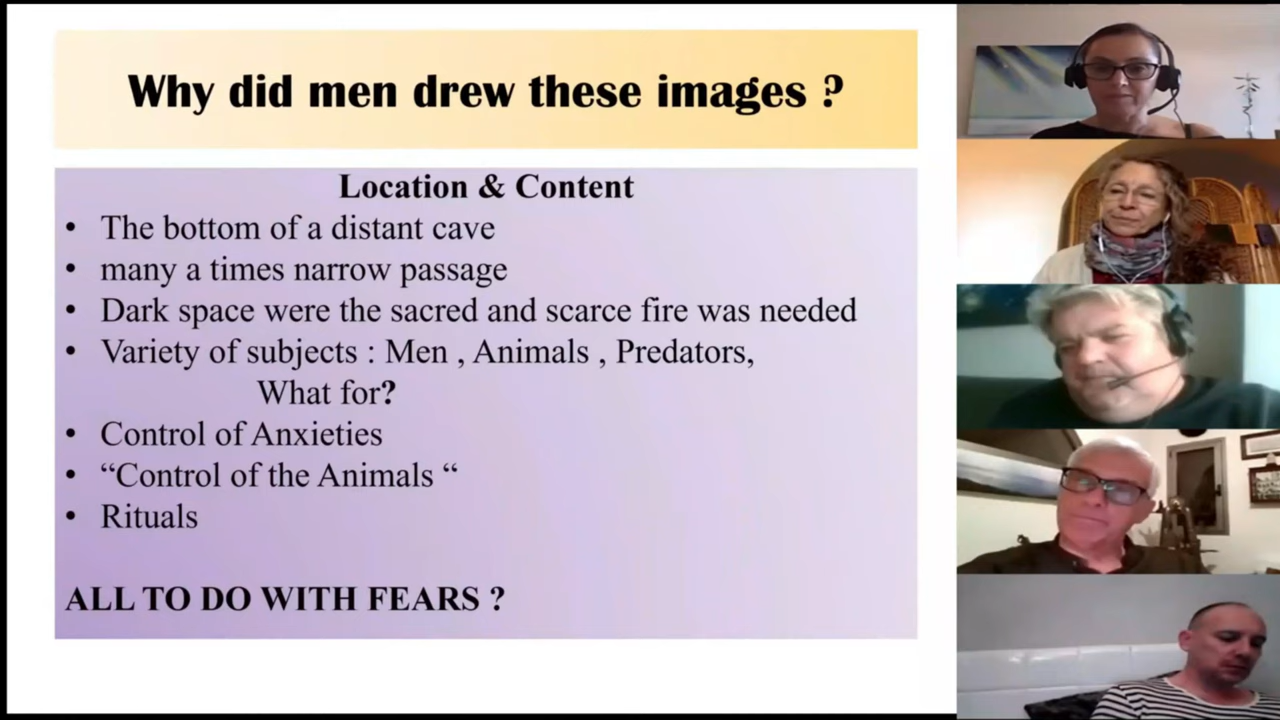 Why did men drew these images ?
Location & Content
• The bottom of a distant cave
• many a times narrow passage
• Dark space were the sacred and scarce fire was needed
• Variety of subjects : Men , Animals , Predators,
What for?
• Control of Anxieties
• “Control of the Animals “
• Rituals
ALL TO DO WITH FEARS ?